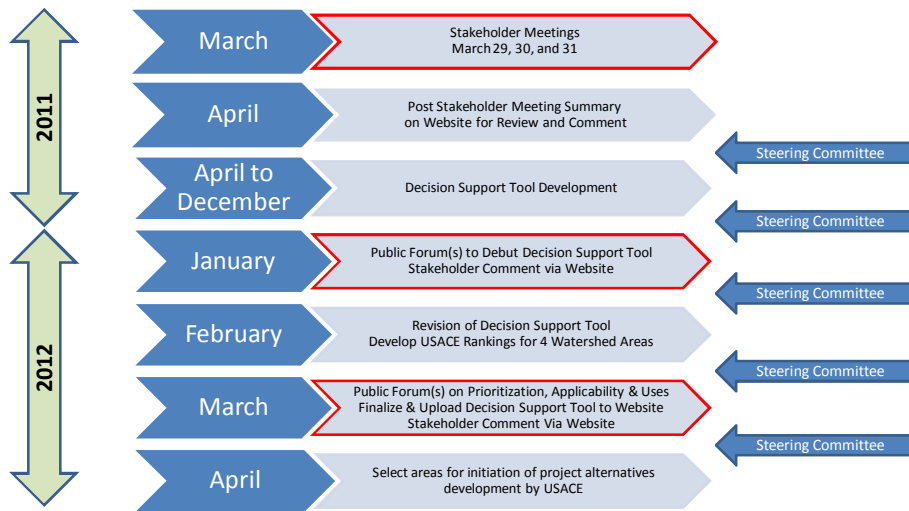 2011
March
Stakeholder Meetings
March 29, 30, and 31
April
Post Stakeholder Meeting Summary
on Website for Review and Comment
Steering Committee
April to
December
Decision Support Tool Development
Steering Committee
2012
January
Public Forum(s) to Debut Decision Support Tool
Stakeholder Comment via Website
Steering Committee
February
Revision of Decision Support Tool
Develop USACE Rankings for 4 Watershed Areas
Steering Committee
March
Public Forum(s) on Prioritization, Applicability & Uses
Finalize & Upload Decision Support Tool to Website
Stakeholder Comment Via Website
Steering Committee
April
Select areas for initiation of project alternatives
development by USACE